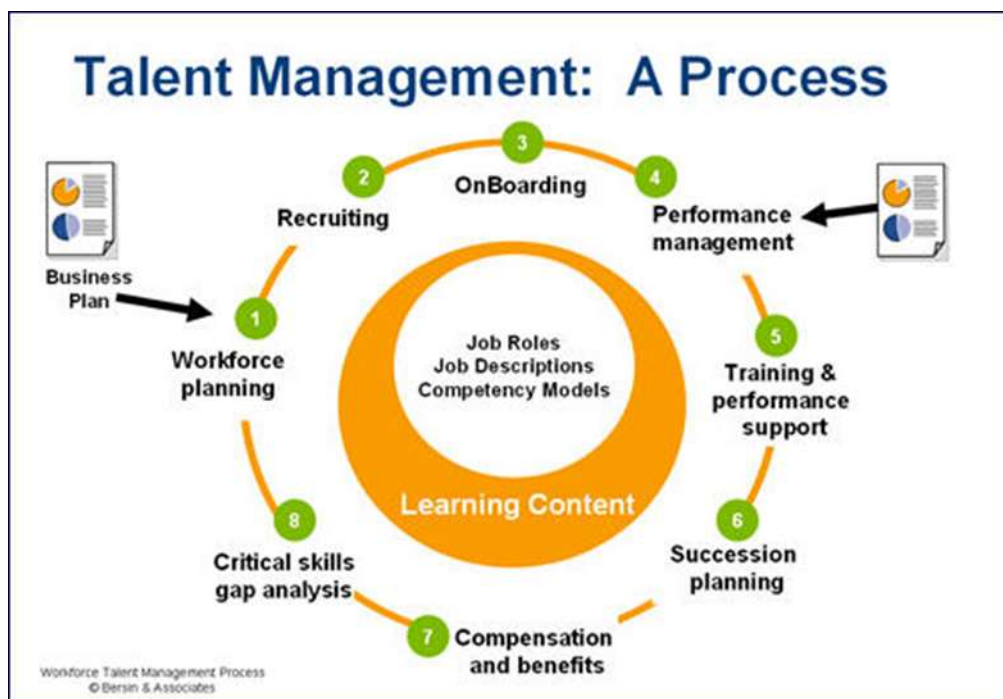 Talent Management: A Process
3
OnBoarding
2
Recruiting
4
Performance
management
Business
Plan
1
Workforce
planning
Job Roles
Job Descriptions
Competency Models
5
Training &
performance
support
Learning Content
8
Critical skills
gap analysis
6
Succession
planning
7
Compensation
and benefits
Workforce Talent Management Process
© Bersin & Associates